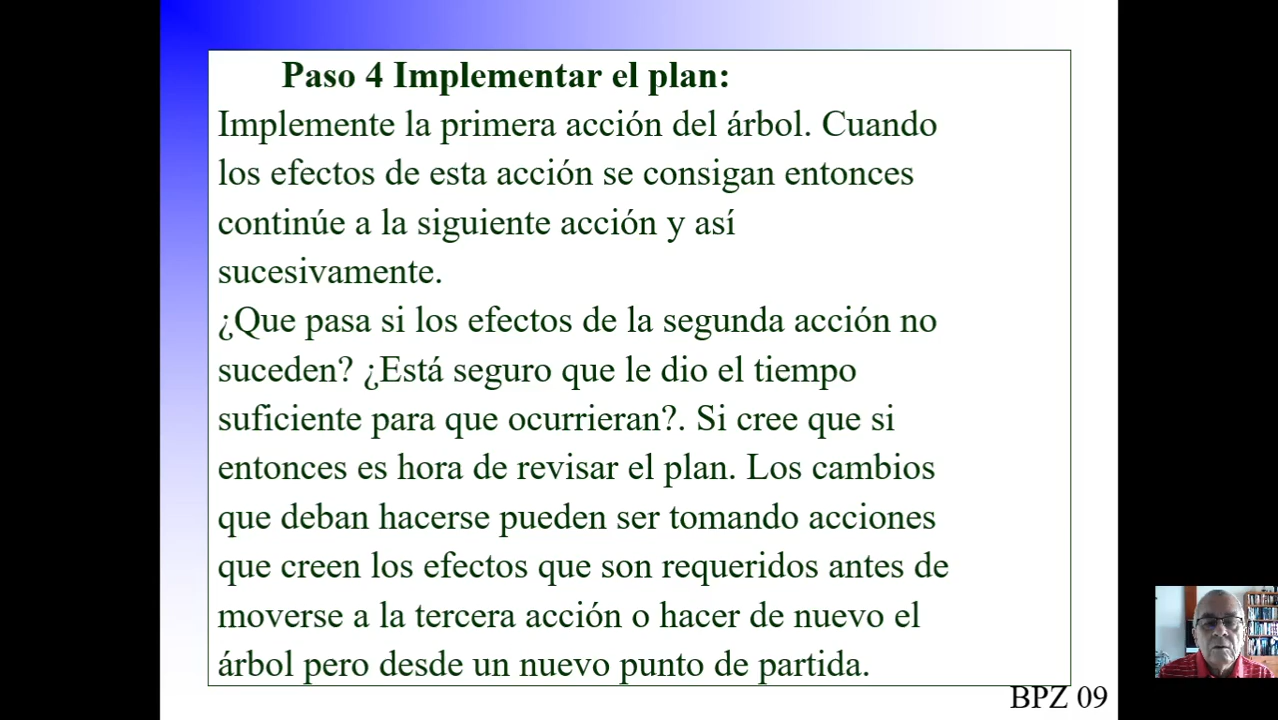 Paso 4 Implementar el plan:
Implemente la primera acción del árbol. Cuando
los efectos de esta acción se consigan entonces
continúe a la siguiente acción y así
sucesivamente.
¿Que pasa si los efectos de la segunda acción no
suceden? ¿Está seguro que le dio el tiempo
suficiente para que ocurrieran?. Si cree que si
entonces es hora de revisar el plan. Los cambios
que deban hacerse pueden ser tomando acciones
que creen los efectos que son requeridos antes de
moverse a la tercera acción o hacer de nuevo el
árbol pero desde un nuevo punto de partida.
BPZ 09